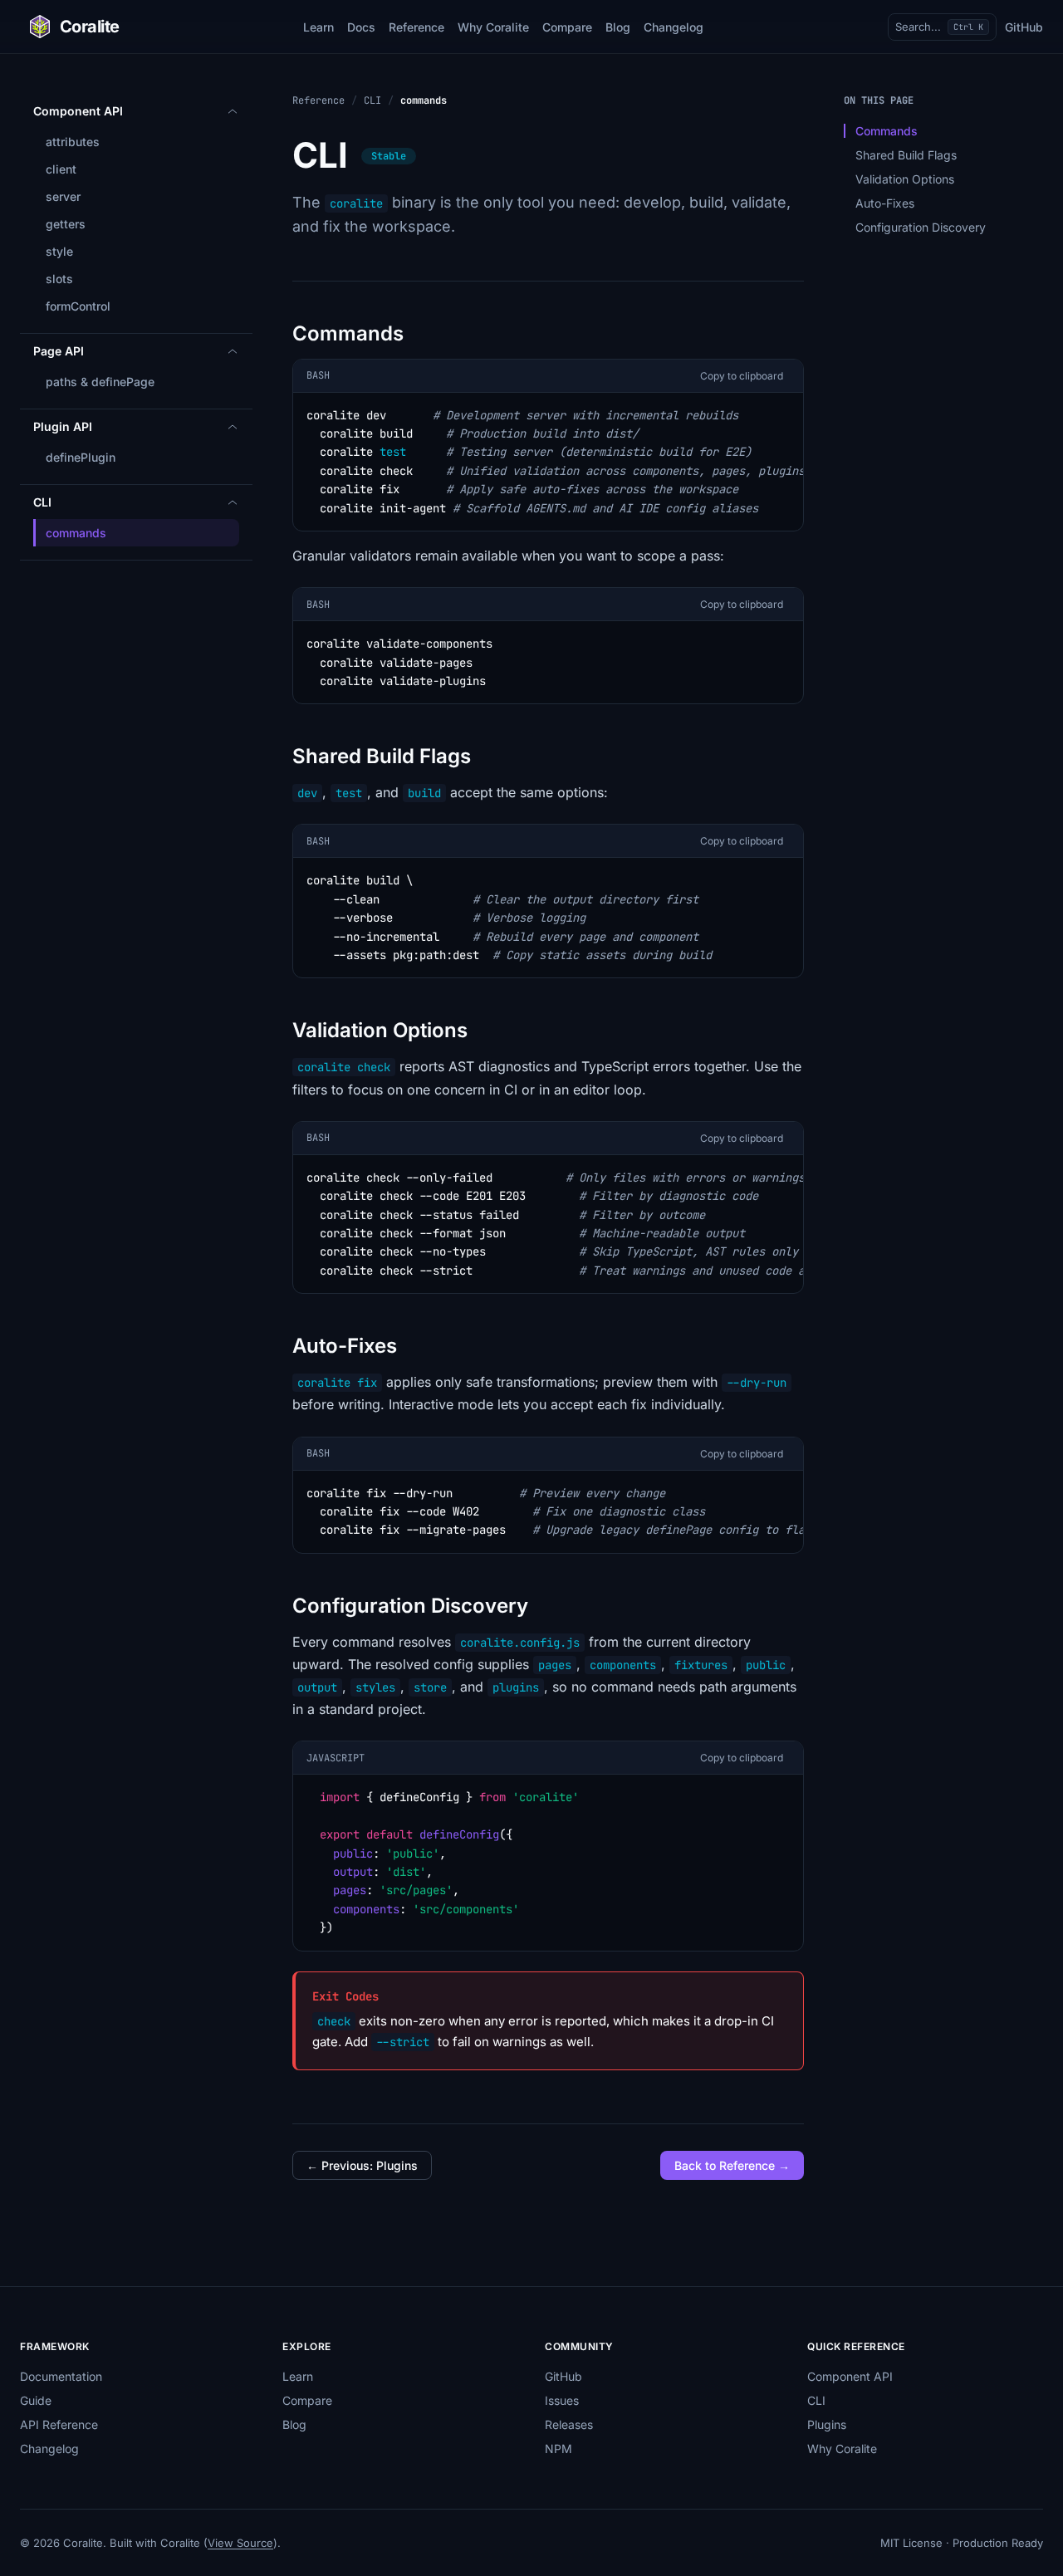 Coralite
Learn Docs Reference Why Coralite Compare Blog Changelog
Search... Ctrl K GitHub
Component API
attributes
client
server
getters
style
slots
formControl
Page API
paths & definePage
Plugin API
definePlugin
CLI
commands
Reference / CLI / commands
CLI Stable
The coralite binary is the only tool you need: develop, build, validate,
and fix the workspace.
Commands
BASH Copy to clipboard
coralite dev # Development server with incremental rebuilds
coralite build # Production build into dist/
coralite test # Testing server (deterministic build for E2E)
coralite check # Unified validation across components, pages, plugins
coralite fix # Apply safe auto-fixes across the workspace
coralite init-agent # Scaffold AGENTS.md and AI IDE config aliases
Granular validators remain available when you want to scope a pass:
BASH Copy to clipboard
coralite validate-components
coralite validate-pages
coralite validate-plugins
Shared Build Flags
dev, test, and build accept the same options:
BASH Copy to clipboard
coralite build \
--clean # Clear the output directory first
--verbose # Verbose logging
--no-incremental # Rebuild every page and component
--assets pkg:path:dest # Copy static assets during build
Validation Options
coralite check reports AST diagnostics and TypeScript errors together. Use the
filters to focus on one concern in CI or in an editor loop.
BASH Copy to clipboard
coralite check --only-failed # Only files with errors or warnings
coralite check --code E201 E203 # Filter by diagnostic code
coralite check --status failed # Filter by outcome
coralite check --format json # Machine-readable output
coralite check --no-types # Skip TypeScript, AST rules only
coralite check --strict # Treat warnings and unused code a
Auto-Fixes
coralite fix applies only safe transformations; preview them with --dry-run
before writing. Interactive mode lets you accept each fix individually.
BASH Copy to clipboard
coralite fix --dry-run # Preview every change
coralite fix --code W402 # Fix one diagnostic class
coralite fix --migrate-pages # Upgrade legacy definePage config to fla
Configuration Discovery
Every command resolves coralite.config.js from the current directory
upward. The resolved config supplies pages, components, fixtures, public,
output, styles, store, and plugins, so no command needs path arguments
in a standard project.
JAVASCRIPT Copy to clipboard
import { defineConfig } from 'coralite'
export default defineConfig({
public: 'public',
output: 'dist',
pages: 'src/pages',
components: 'src/components'
})
Exit Codes
check exits non-zero when any error is reported, which makes it a drop-in CI
gate. Add --strict to fail on warnings as well.
← Previous: Plugins
Back to Reference →
ON THIS PAGE
Commands
Shared Build Flags
Validation Options
Auto-Fixes
Configuration Discovery
FRAMEWORK
Documentation
Guide
API Reference
Changelog
EXPLORE
Learn
Compare
Blog
COMMUNITY
GitHub
Issues
Releases
NPM
QUICK REFERENCE
Component API
CLI
Plugins
Why Coralite
© 2026 Coralite. Built with Coralite (View Source).
MIT License · Production Ready